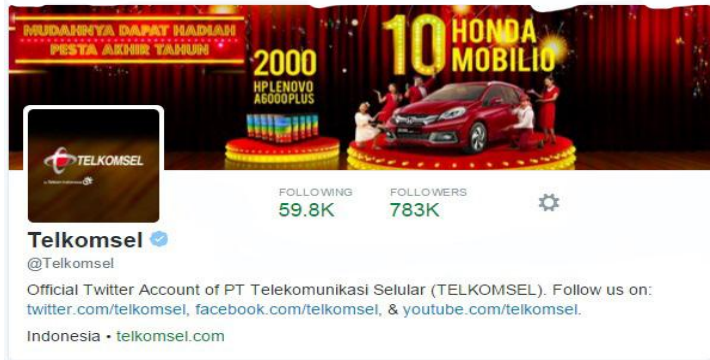 MUDAHNYA DAPAT HADIAH
PESTA AKHIR TAHUN
2000
HP LENOVO
A6000 PLUS
10 HONDA
MOBILIO
TELKOMSEL
FOLLOWING
59.8K
FOLLOWERS
783K
Telkomsel
@Telkomsel
Official Twitter Account of PT Telekomunikasi Selular (TELKOMSEL). Follow us on:
twitter.com/telkomsel, facebook.com/telkomsel, & youtube.com/telkomsel.
Indonesia • telkomsel.com